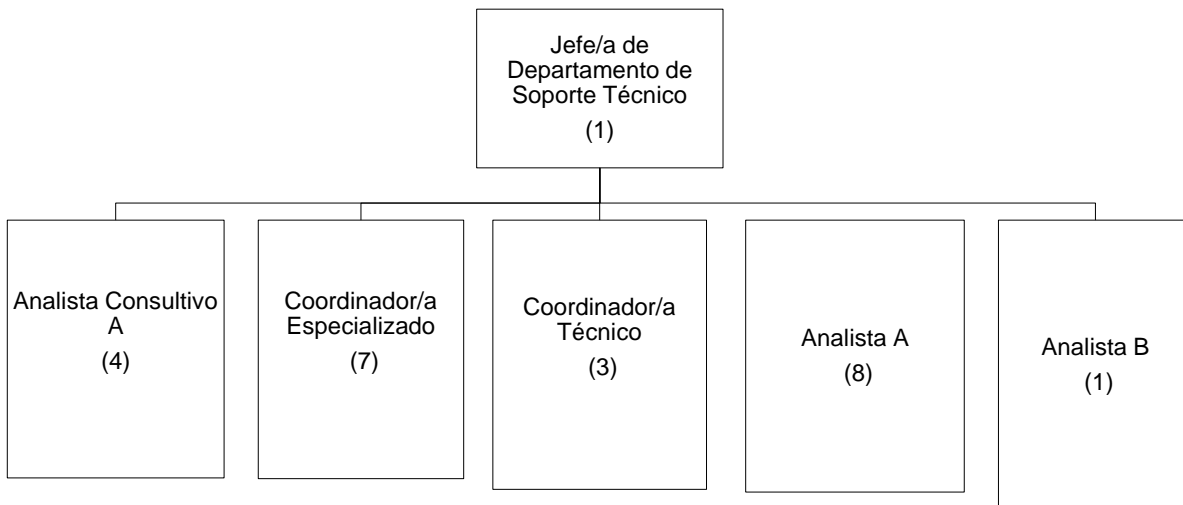 Jefe/a de
Departamento de
Soporte Técnico
(1)
Analista Consultivo
A
(4)
Coordinador/a
Especializado
(7)
Coordinador/a
Técnico
(3)
Analista A
(8)
Analista B
(1)